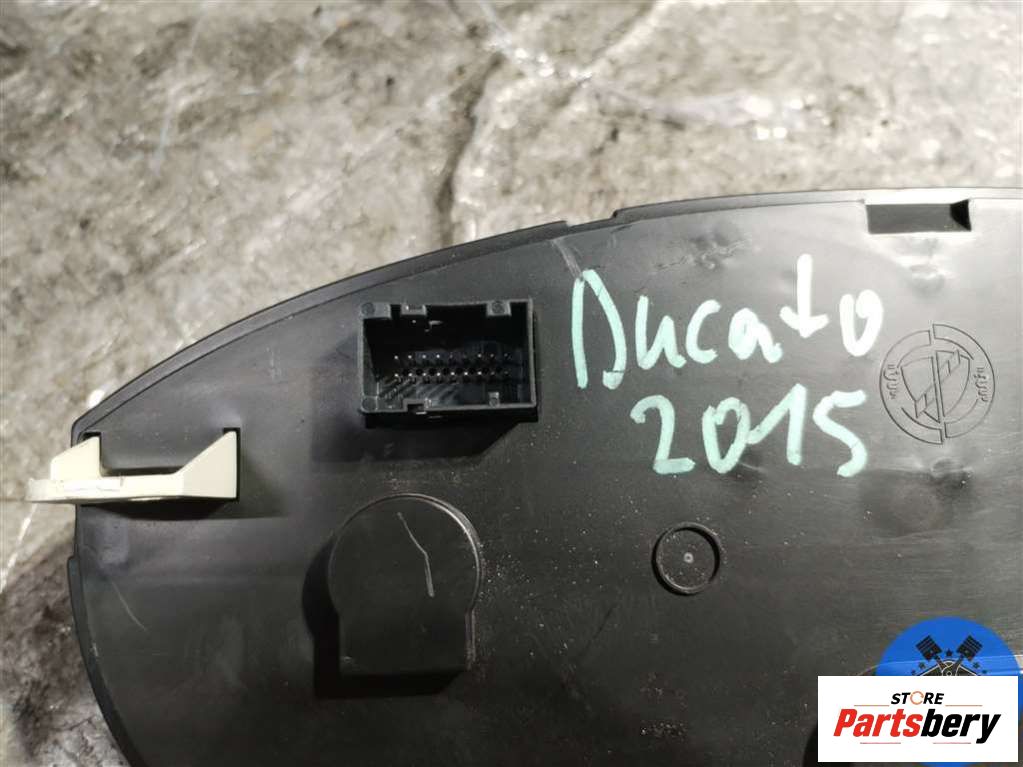 Ducato
2015
STORE
Partsbery